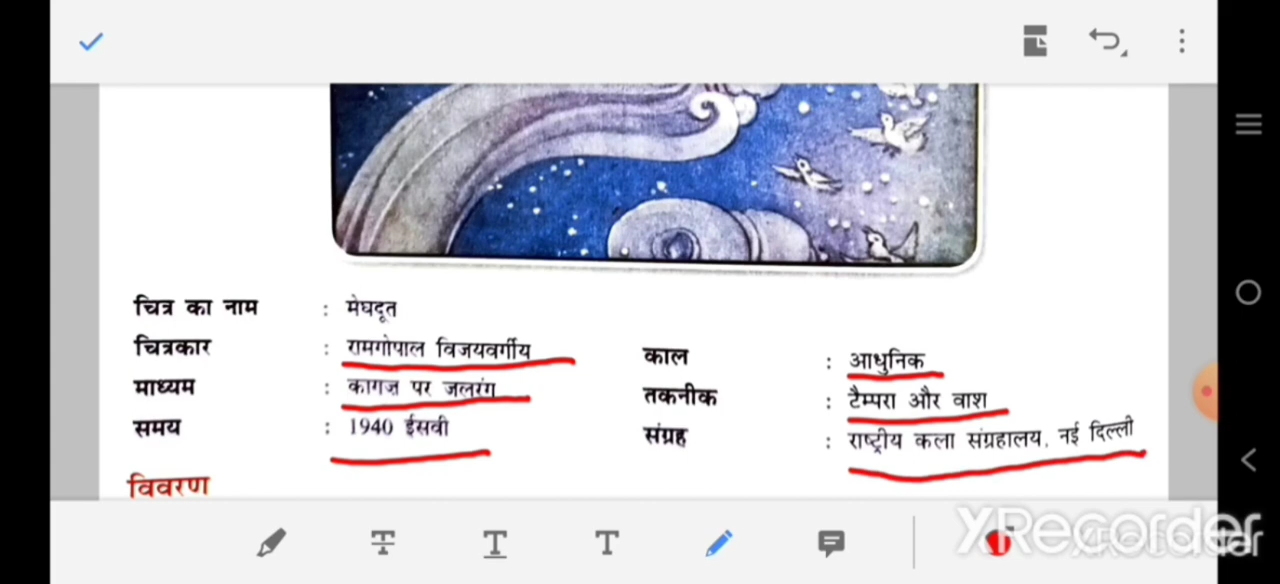 चित्र का नाम : मेघदूत
चित्रकार : रामगोपाल विजयवर्गीय
काल : आधुनिक
माध्यम : कागज़ पर जलरंग
तकनीक : टैम्परा और वाश
समय : 1940 ईसवी
संग्रह : राष्ट्रीय कला संग्रहालय, नई दिल्ली
विवरण
XRecorder